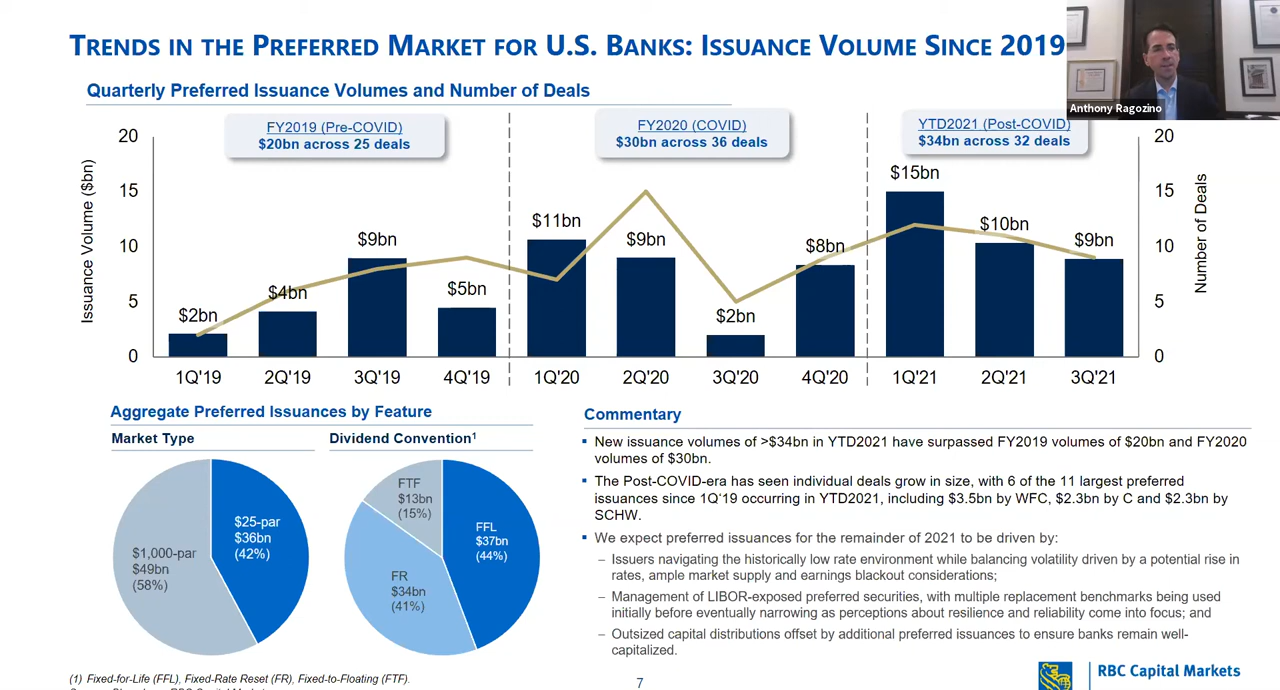 TRENDS IN THE PREFERRED MARKET FOR U.S. BANKS: ISSUANCE VOLUME SINCE 2019
Anthony Ragozino
Quarterly Preferred Issuance Volumes and Number of Deals
FY2019 (Pre-COVID)
$20bn across 25 deals
FY2020 (COVID)
$30bn across 36 deals
YTD2021 (Post-COVID)
$34bn across 32 deals
Issuance Volume ($bn)
20
15
10
5
0
$2bn
$4bn
$9bn
$5bn
$11bn
$9bn
$2bn
$8bn
$15bn
$10bn
$9bn
20
15
10
5
0
Number of Deals
1Q'19 2Q'19 3Q'19 4Q'19 1Q'20 2Q'20 3Q'20 4Q'20 1Q'21 2Q'21 3Q'21
Aggregate Preferred Issuances by Feature
Market Type
$25-par
$36bn
(42%)
$1,000-par
$49bn
(58%)
Dividend Convention¹
FTF
$13bn
(15%)
FFL
$37bn
(44%)
FR
$34bn
(41%)
Commentary
▪ New issuance volumes of >$34bn in YTD2021 have surpassed FY2019 volumes of $20bn and FY2020
volumes of $30bn.
▪ The Post-COVID-era has seen individual deals grow in size, with 6 of the 11 largest preferred
issuances since 1Q'19 occurring in YTD2021, including $3.5bn by WFC, $2.3bn by C and $2.3bn by
SCHW.
▪ We expect preferred issuances for the remainder of 2021 to be driven by:
– Issuers navigating the historically low rate environment while balancing volatility driven by a potential rise in
rates, ample market supply and earnings blackout considerations;
– Management of LIBOR-exposed preferred securities, with multiple replacement benchmarks being used
initially before eventually narrowing as perceptions about resilience and reliability come into focus; and
– Outsized capital distributions offset by additional preferred issuances to ensure banks remain well-
capitalized.
(1) Fixed-for-Life (FFL), Fixed-Rate Reset (FR), Fixed-to-Floating (FTF).
7
RBC
RBC Capital Markets